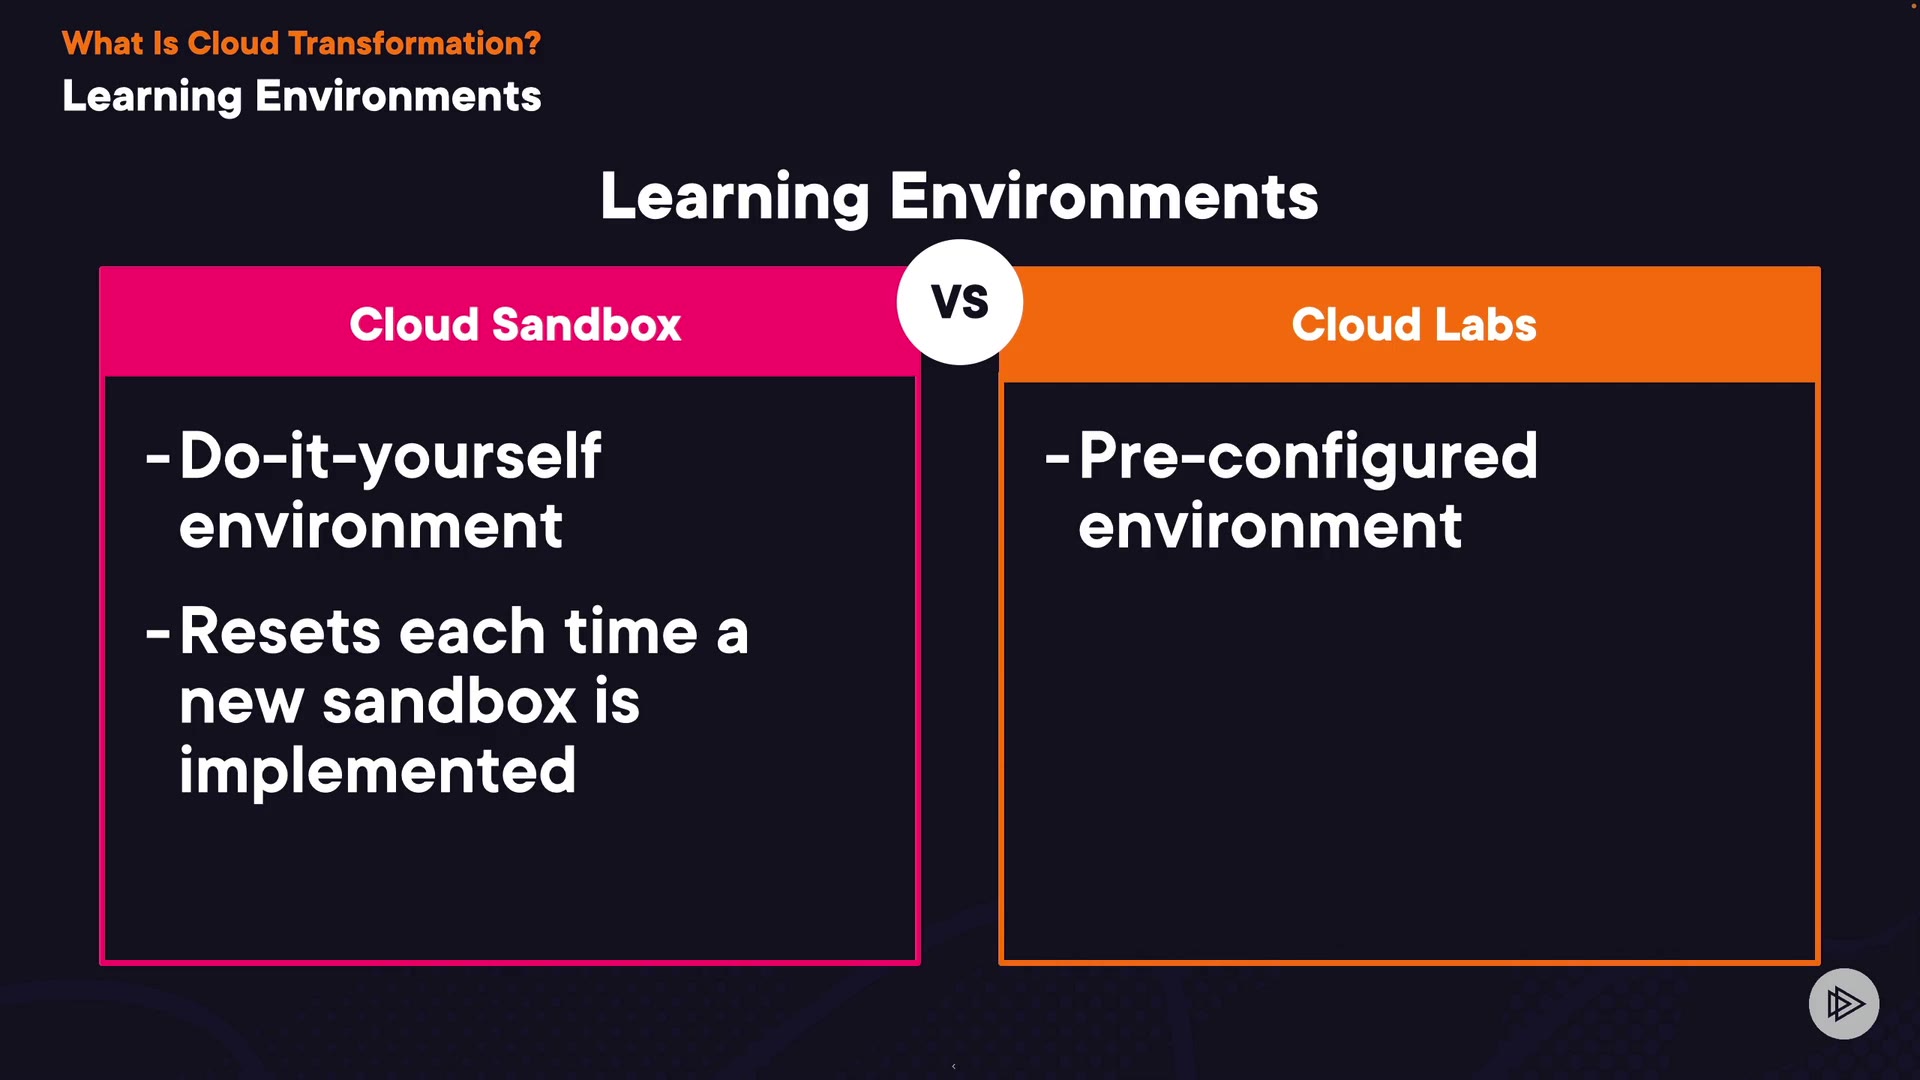 What Is Cloud Transformation?
Learning Environments
Learning Environments
Cloud Sandbox
VS
Cloud Labs
-Do-it-yourself
environment
-Resets each time a
new sandbox is
implemented
-Pre-configured
environment